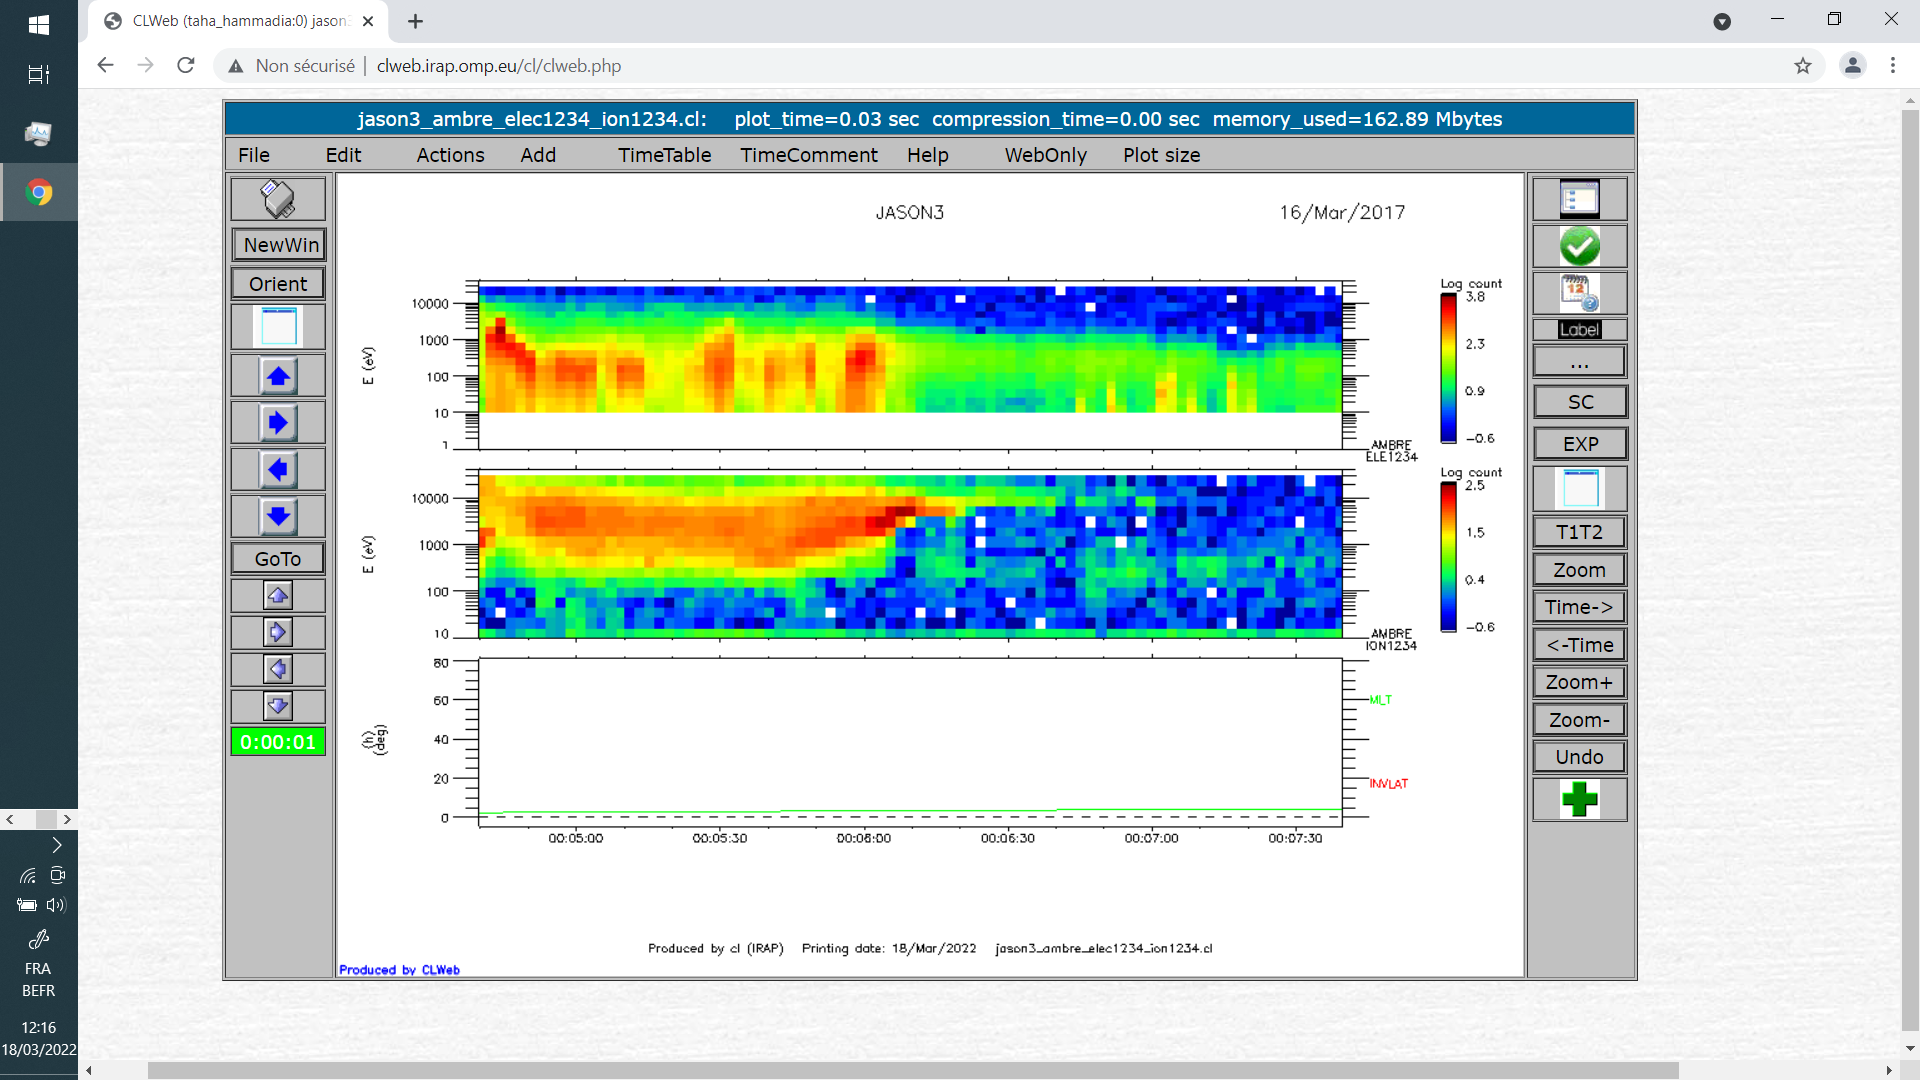 CLWeb (taha_hammadia:0) jason3
Non sécurisé | clweb.irap.omp.eu/cl/clweb.php
jason3_ambre_elec1234_ion1234.cl: plot_time=0.03 sec compression_time=0.00 sec memory_used=162.89 Mbytes
File Edit Actions Add TimeTable TimeComment Help WebOnly Plot size
NewWin
Orient
GoTo
0:00:01
JASON3 16/Mar/2017
10000
1000
100
10
1
E (eV)
AMBRE
ELE1234
Log count
3.8
2.3
0.9
-0.6
10000
1000
100
10
E (eV)
AMBRE
ION1234
Log count
2.5
1.5
0.4
-0.6
80
60
40
20
0
(h)
(deg)
MLT
INVLAT
00:05:00 00:05:30 00:06:00 00:06:30 00:07:00 00:07:30
Produced by cl (IRAP) Printing date: 18/Mar/2022 jason3_ambre_elec1234_ion1234.cl
Produced by CLWeb
12
Label
...
SC
EXP
T1T2
Zoom
Time->
<-Time
Zoom+
Zoom-
Undo
FRA
BEFR
12:16
18/03/2022